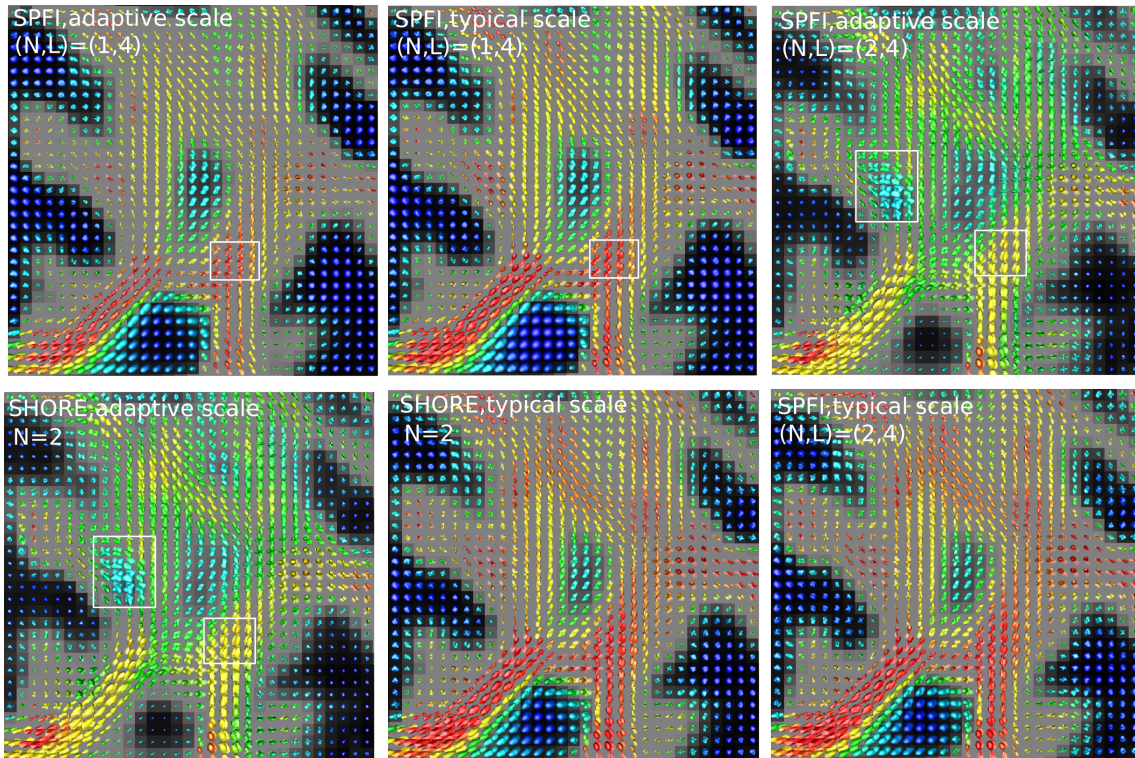 SPFI,adaptive scale
(N,L)=(1,4)
SPFI,typical scale
(N,L)=(1,4)
SPFI,adaptive scale
(N,L)=(2,4)
SHORE,adaptive scale
N=2
SHORE,typical scale
N=2
SPFI,typical scale
(N,L)=(2,4)